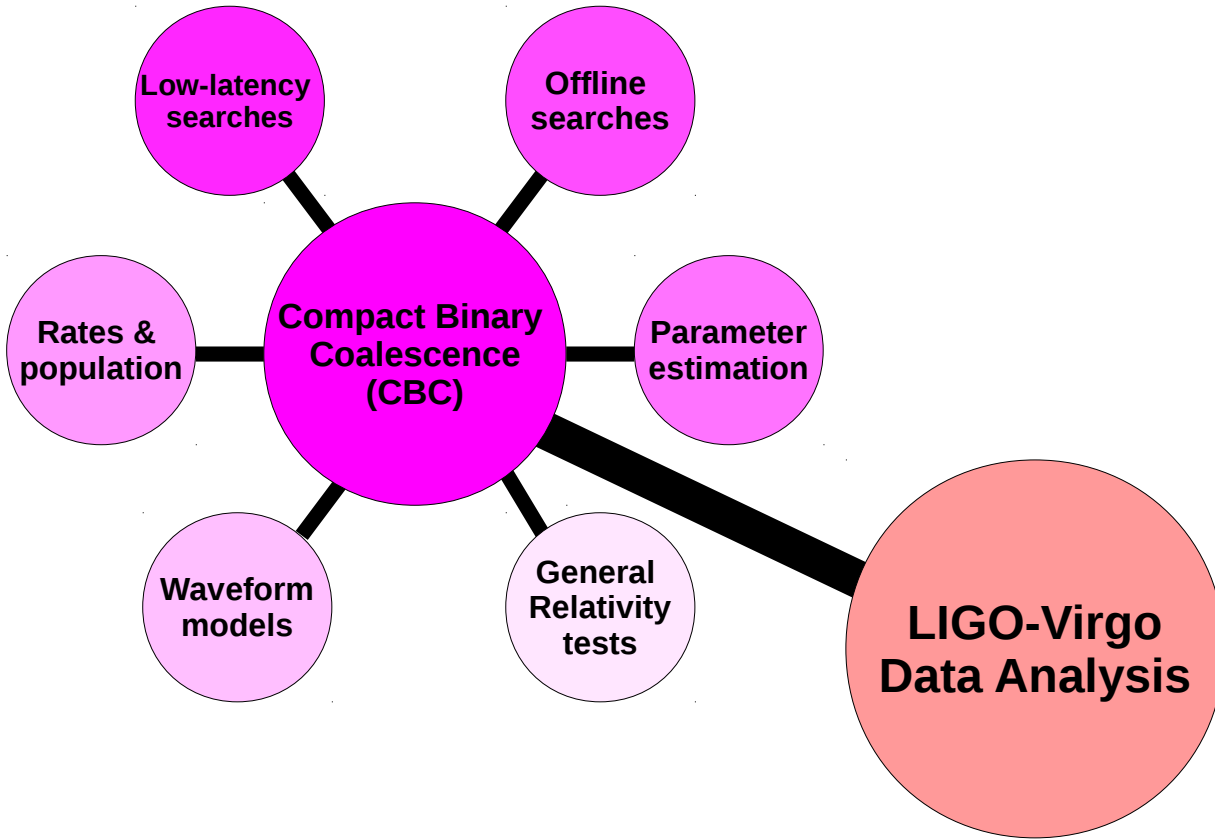 Low-latency
searches
Offline
searches
Rates &
population
Compact Binary
Coalescence
(CBC)
Parameter
estimation
Waveform
models
General
Relativity
tests
LIGO-Virgo
Data Analysis